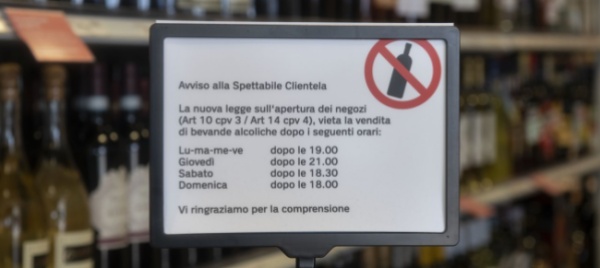 Avviso alla Spettabile Clientela
La nuova legge sull'apertura dei negozi
(Art 10 cpv 3 / Art 14 cpv 4), vieta la vendita
di bevande alcoliche dopo i seguenti orari:
Lu-ma-me-ve dopo le 19.00
Giovedì dopo le 21.00
Sabato dopo le 18.30
Domenica dopo le 18.00
Vi ringraziamo per la comprensione